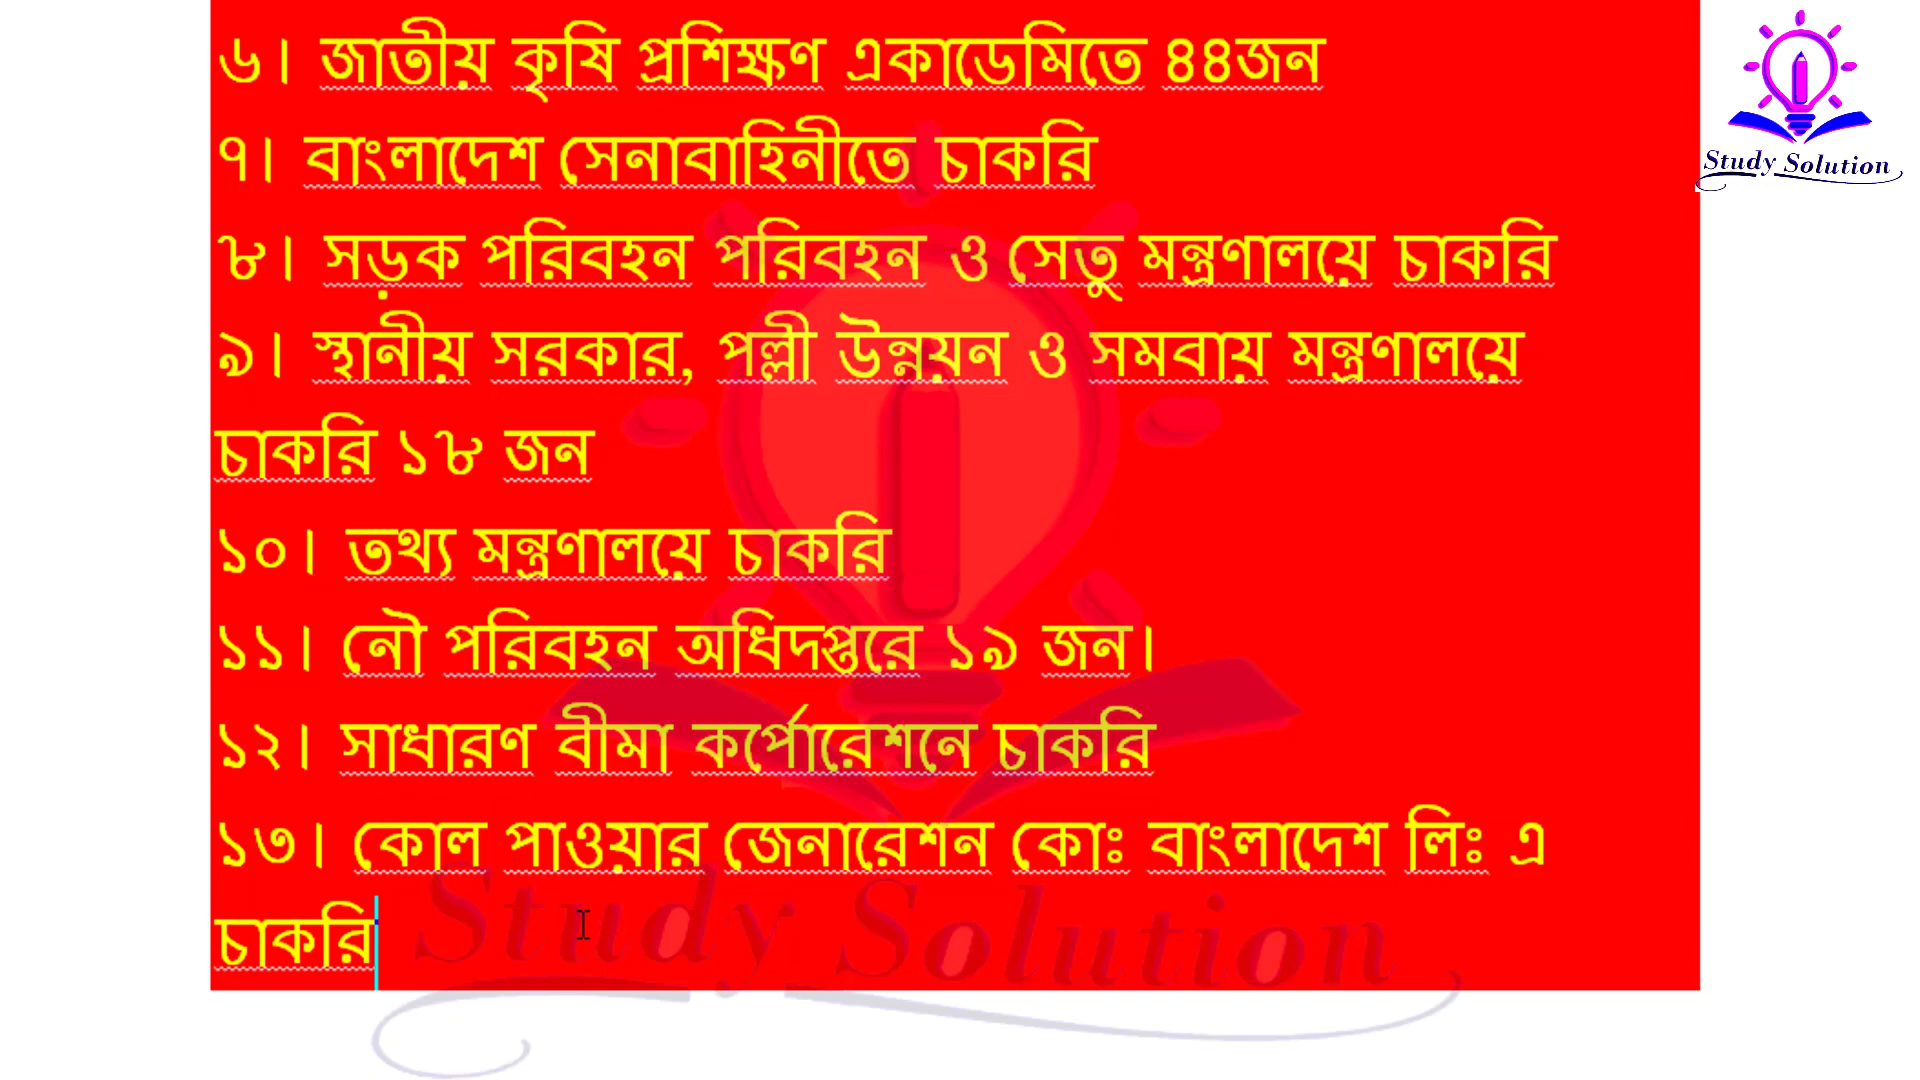 ৬। জাতীয় কৃষি প্রশিক্ষণ একাডেমিতে ৪৪জন
Study Solution
৭। বাংলাদেশ সেনাবাহিনীতে চাকরি
৮। সড়ক পরিবহন পরিবহন ও সেতু মন্ত্রণালয়ে চাকরি
৯। স্থানীয় সরকার, পল্লী উন্নয়ন ও সমবায় মন্ত্রণালয়ে
চাকরি ১৮ জন
১০। তথ্য মন্ত্রণালয়ে চাকরি
১১। নৌ পরিবহন অধিদপ্তরে ১৯ জন।
১২। সাধারণ বীমা কর্পোরেশনে চাকরি
১৩। কোল পাওয়ার জেনারেশন কোঃ বাংলাদেশ লিঃ এ
চাকরি
Study Solution